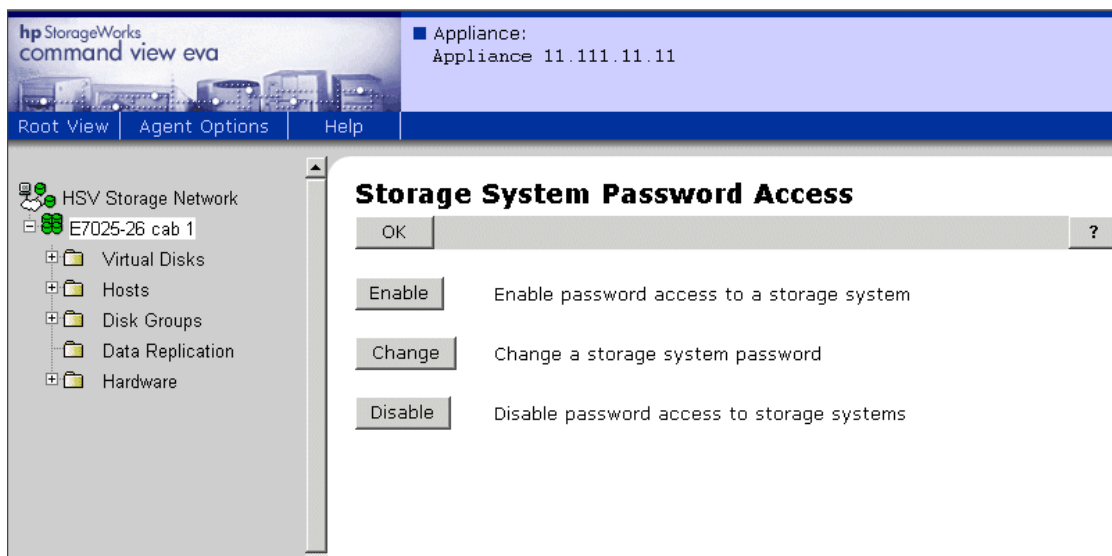 hp StorageWorks
command view eva
Appliance:
Appliance 11.111.11.11
Root View
Agent Options
Help
HSV Storage Network
E7025-26 cab 1
Virtual Disks
Hosts
Disk Groups
Data Replication
Hardware
Storage System Password Access
OK
?
Enable
Enable password access to a storage system
Change
Change a storage system password
Disable
Disable password access to storage systems